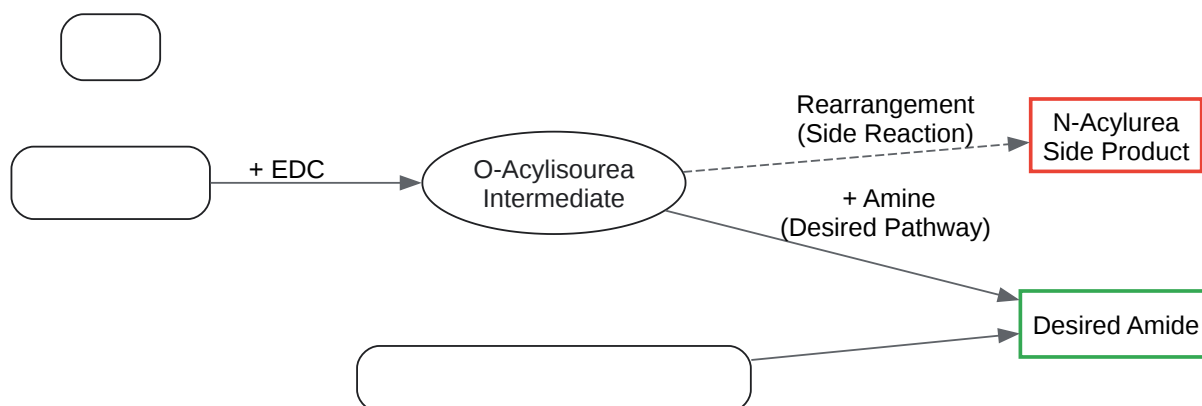 Rearrangement
(Side Reaction)
N-Acylurea
Side Product
+ EDC
O-Acylisourea
Intermediate
+ Amine
(Desired Pathway)
Desired Amide